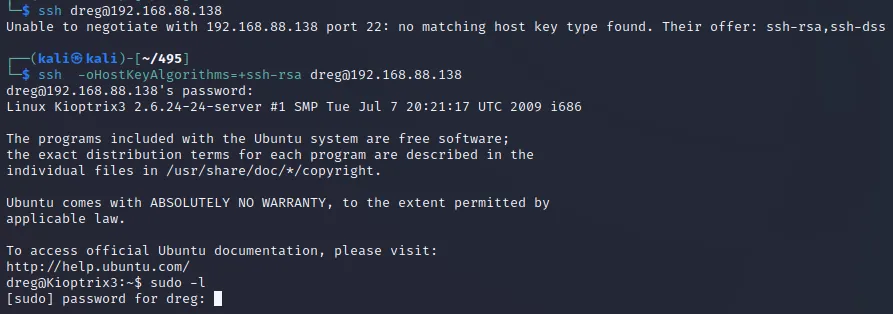 └─$ ssh dreg@192.168.88.138
Unable to negotiate with 192.168.88.138 port 22: no matching host key type found. Their offer: ssh-rsa,ssh-dss
┌──(kali㉿kali)-[~/495]
└─$ ssh  -oHostKeyAlgorithms=+ssh-rsa dreg@192.168.88.138
dreg@192.168.88.138's password:
Linux Kioptrix3 2.6.24-24-server #1 SMP Tue Jul 7 20:21:17 UTC 2009 i686
The programs included with the Ubuntu system are free software;
the exact distribution terms for each program are described in the
individual files in /usr/share/doc/*/copyright.
Ubuntu comes with ABSOLUTELY NO WARRANTY, to the extent permitted by
applicable law.
To access official Ubuntu documentation, please visit:
http://help.ubuntu.com/
dreg@Kioptrix3:~$ sudo -l
[sudo] password for dreg: